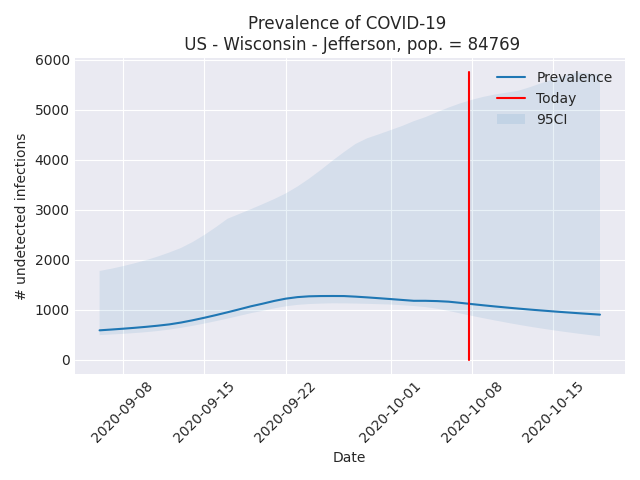 Prevalence of COVID-19
US - Wisconsin - Jefferson, pop. = 84769
6000
5000
4000
3000
2000
1000
0
# undetected infections
Prevalence
Today
95CI
2020-09-08
2020-09-15
2020-09-22
2020-10-01
2020-10-08
2020-10-15
Date